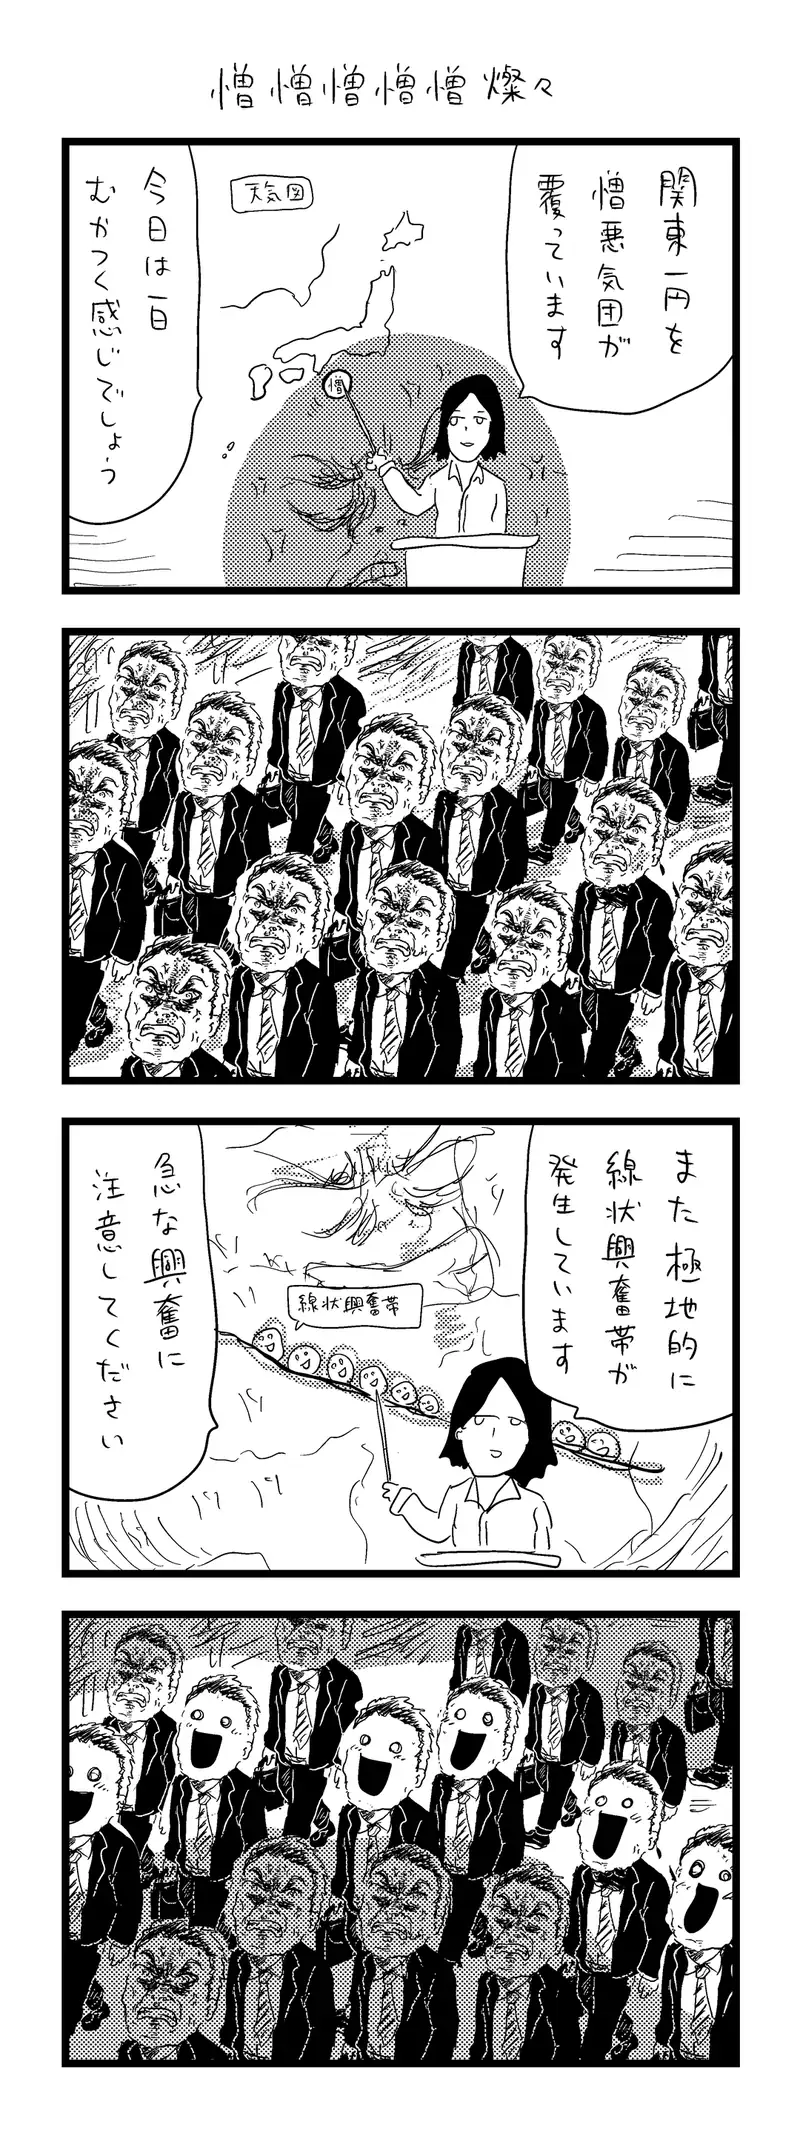 憎憎憎憎憎燦々
関東一円を
憎悪気団が
覆っています
天気図
憎
今日は一日
むかつく感じでしょう
また極地的に
線状興奮帯が
発生しています
線状興奮帯
急な興奮に
注意してください